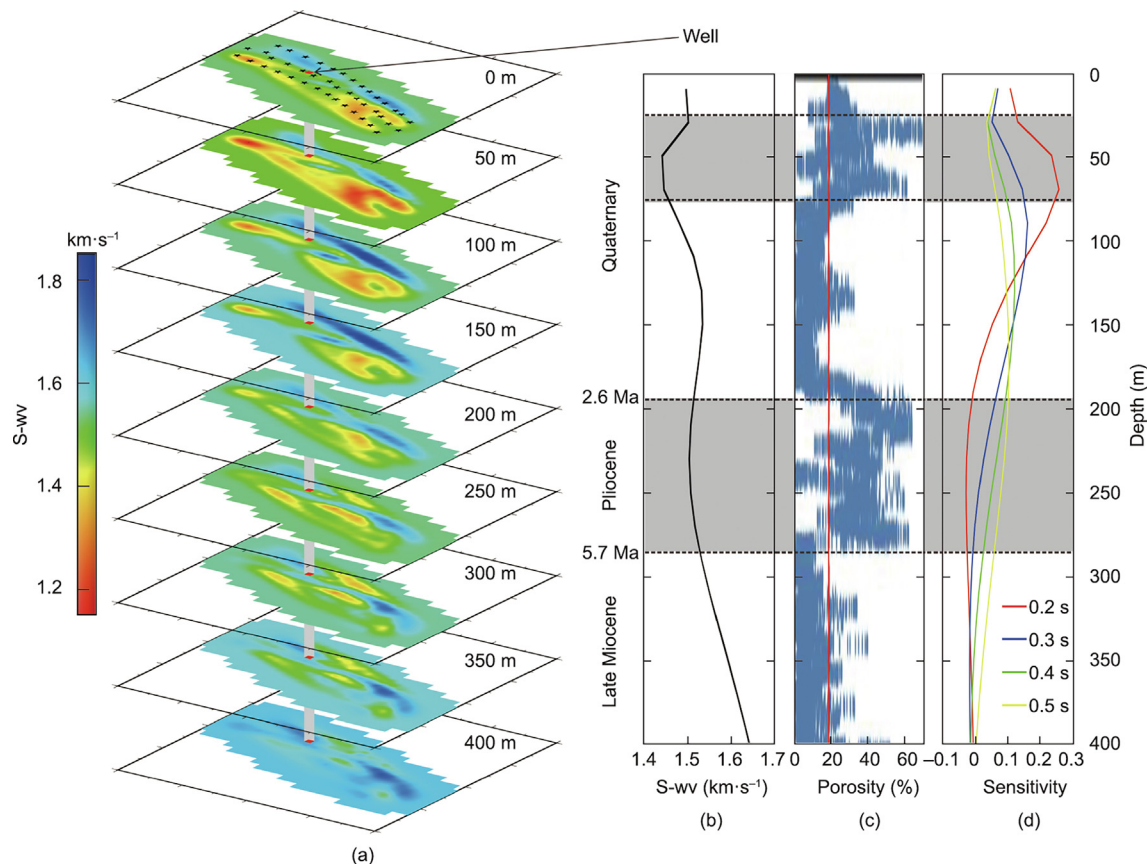 Well
0 m
50 m
100 m
150 m
200 m
250 m
300 m
350 m
400 m
km·s⁻¹
S-wv
1.8
1.6
1.4
1.2
(a)
Quaternary
2.6 Ma
Pliocene
5.7 Ma
Late Miocene
1.4 1.5 1.6 1.7
S-wv (km·s⁻¹)
(b)
0 20 40 60
Porosity (%)
(c)
0.2 s
0.3 s
0.4 s
0.5 s
–0.1 0 0.1 0.2 0.3
Sensitivity
(d)
0
50
100
150
200
250
300
350
400
Depth (m)